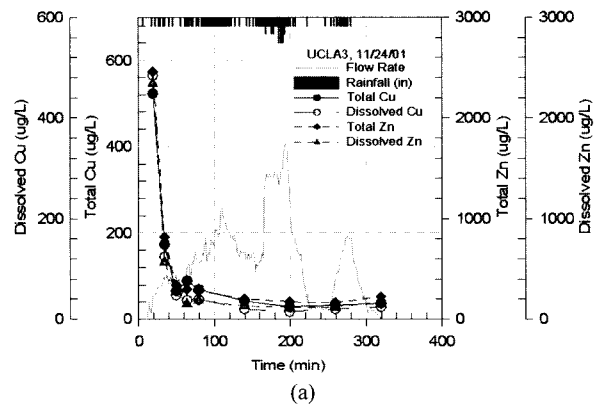 600
400
200
0
Dissolved Cu (ug/L)
600
400
200
0
Total Cu (ug/L)
UCLA3, 11/24/01
Flow Rate
Rainfall (in)
Total Cu
Dissolved Cu
Total Zn
Dissolved Zn
3000
2000
1000
0
Total Zn (ug/L)
3000
2000
1000
0
Dissolved Zn (ug/L)
0 100 200 300 400
Time (min)
(a)